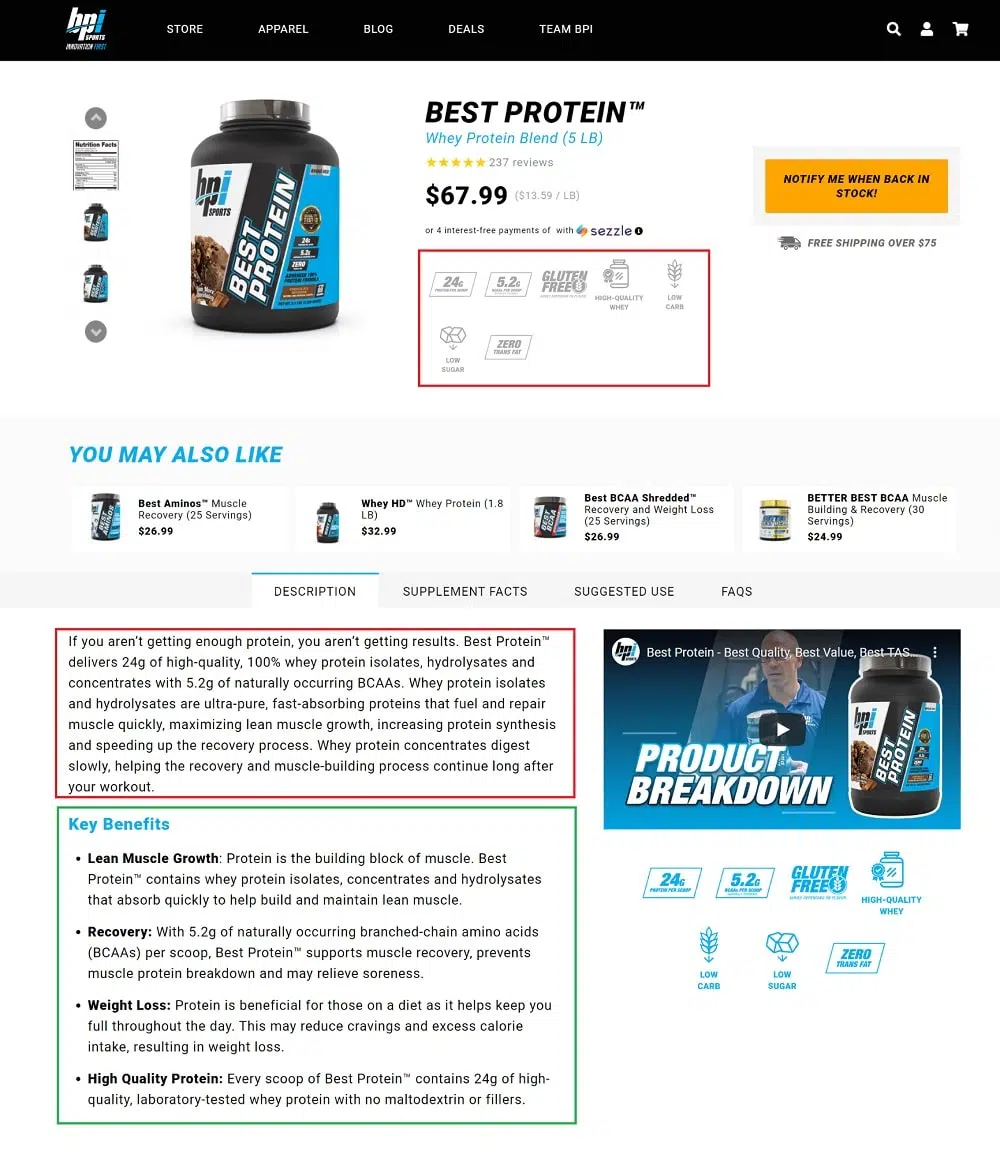 bpi
SPORTS
INNOVATION FIRST
STORE
APPAREL
BLOG
DEALS
TEAM BPI
Nutrition Facts
bpi
SPORTS
BEST
PROTEIN
24G
5.2G
ZERO
ADVANCED 100%
PROTEIN FORMULA
BEST PROTEIN™
Whey Protein Blend (5 LB)
237 reviews
$67.99 ($13.59 / LB)
or 4 interest-free payments of with sezzle
24G
PROTEIN PER SCOOP
5.2G
BCAAs PER SCOOP
GLUTEN
FREE
HIGH-QUALITY
WHEY
LOW
CARB
LOW
SUGAR
ZERO
TRANS FAT
NOTIFY ME WHEN BACK IN
STOCK!
FREE SHIPPING OVER $75
YOU MAY ALSO LIKE
Best Aminos™ Muscle
Recovery (25 Servings)
$26.99
Whey HD™ Whey Protein (1.8
LB)
$32.99
Best BCAA Shredded™
Recovery and Weight Loss
(25 Servings)
$26.99
BETTER BEST BCAA Muscle
Building & Recovery (30
Servings)
$24.99
DESCRIPTION
SUPPLEMENT FACTS
SUGGESTED USE
FAQS
If you aren’t getting enough protein, you aren’t getting results. Best Protein™
delivers 24g of high-quality, 100% whey protein isolates, hydrolysates and
concentrates with 5.2g of naturally occurring BCAAs. Whey protein isolates
and hydrolysates are ultra-pure, fast-absorbing proteins that fuel and repair
muscle quickly, maximizing lean muscle growth, increasing protein synthesis
and speeding up the recovery process. Whey protein concentrates digest
slowly, helping the recovery and muscle-building process continue long after
your workout.
Key Benefits
• Lean Muscle Growth: Protein is the building block of muscle. Best
Protein™ contains whey protein isolates, concentrates and hydrolysates
that absorb quickly to help build and maintain lean muscle.
• Recovery: With 5.2g of naturally occurring branched-chain amino acids
(BCAAs) per scoop, Best Protein™ supports muscle recovery, prevents
muscle protein breakdown and may relieve soreness.
• Weight Loss: Protein is beneficial for those on a diet as it helps keep you
full throughout the day. This may reduce cravings and excess calorie
intake, resulting in weight loss.
• High Quality Protein: Every scoop of Best Protein™ contains 24g of high-
quality, laboratory-tested whey protein with no maltodextrin or fillers.
bpi
SPORTS
Best Protein - Best Quality, Best Value, Best TAS...
PRODUCT
BREAKDOWN
bpi
SPORTS
BEST
PROTEIN
24G
PROTEIN PER SCOOP
5.2G
BCAAs PER SCOOP
GLUTEN
FREE
HIGH-QUALITY
WHEY
LOW
CARB
LOW
SUGAR
ZERO
TRANS FAT